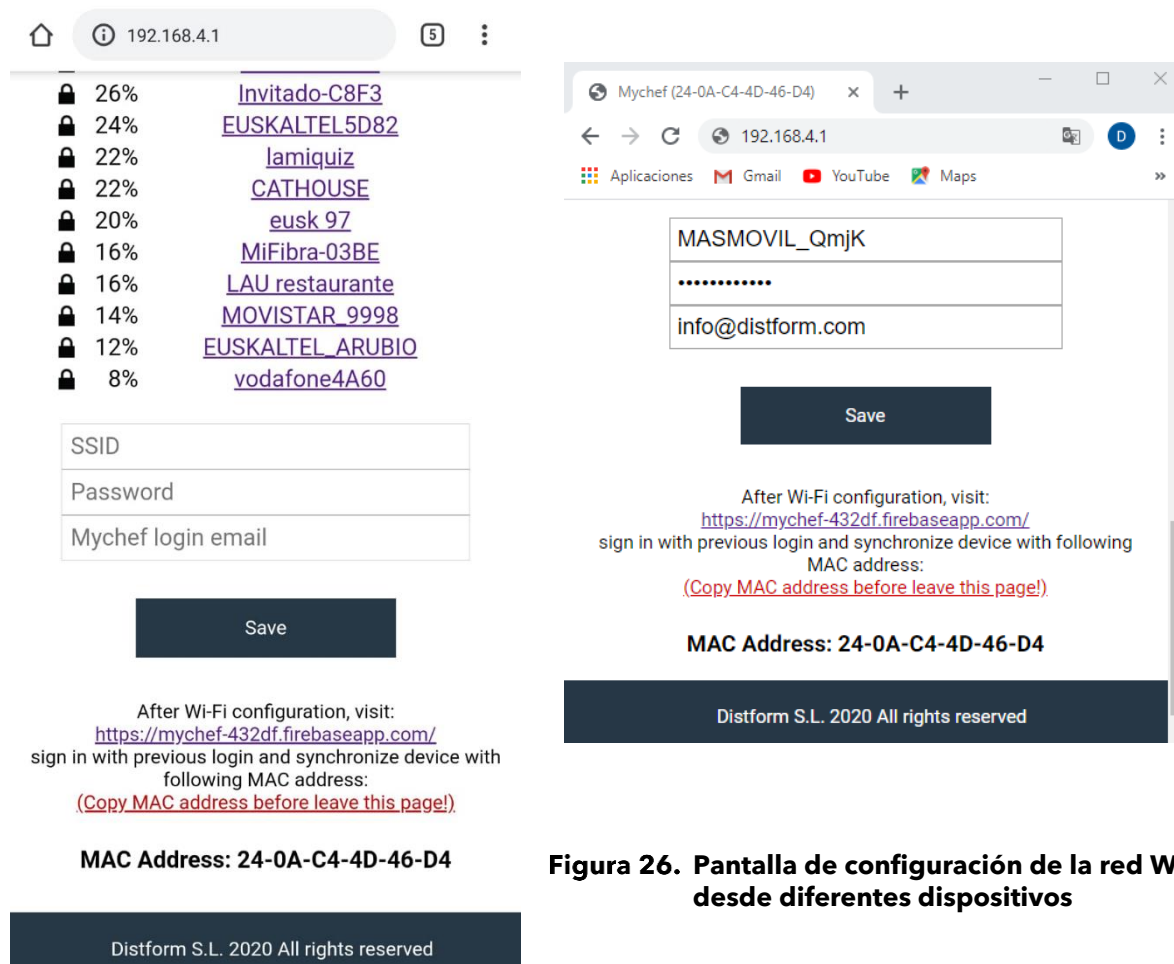 192.168.4.1
5
26% Invitado-C8F3
24% EUSKALTEL5D82
22% lamiquiz
22% CATHOUSE
20% eusk 97
16% MiFibra-03BE
16% LAU restaurante
14% MOVISTAR_9998
12% EUSKALTEL_ARUBIO
8% vodafone4A60
SSID
Password
Mychef login email
Save
After Wi-Fi configuration, visit:
https://mychef-432df.firebaseapp.com/
sign in with previous login and synchronize device with
following MAC address:
(Copy MAC address before leave this page!)
MAC Address: 24-0A-C4-4D-46-D4
Distform S.L. 2020 All rights reserved
Mychef (24-0A-C4-4D-46-D4)
192.168.4.1
D
Aplicaciones Gmail YouTube Maps
MASMOVIL_QmjK
••••••••••••
info@distform.com
Save
After Wi-Fi configuration, visit:
https://mychef-432df.firebaseapp.com/
sign in with previous login and synchronize device with following
MAC address:
(Copy MAC address before leave this page!)
MAC Address: 24-0A-C4-4D-46-D4
Distform S.L. 2020 All rights reserved
Figura 26. Pantalla de configuración de la red W
desde diferentes dispositivos